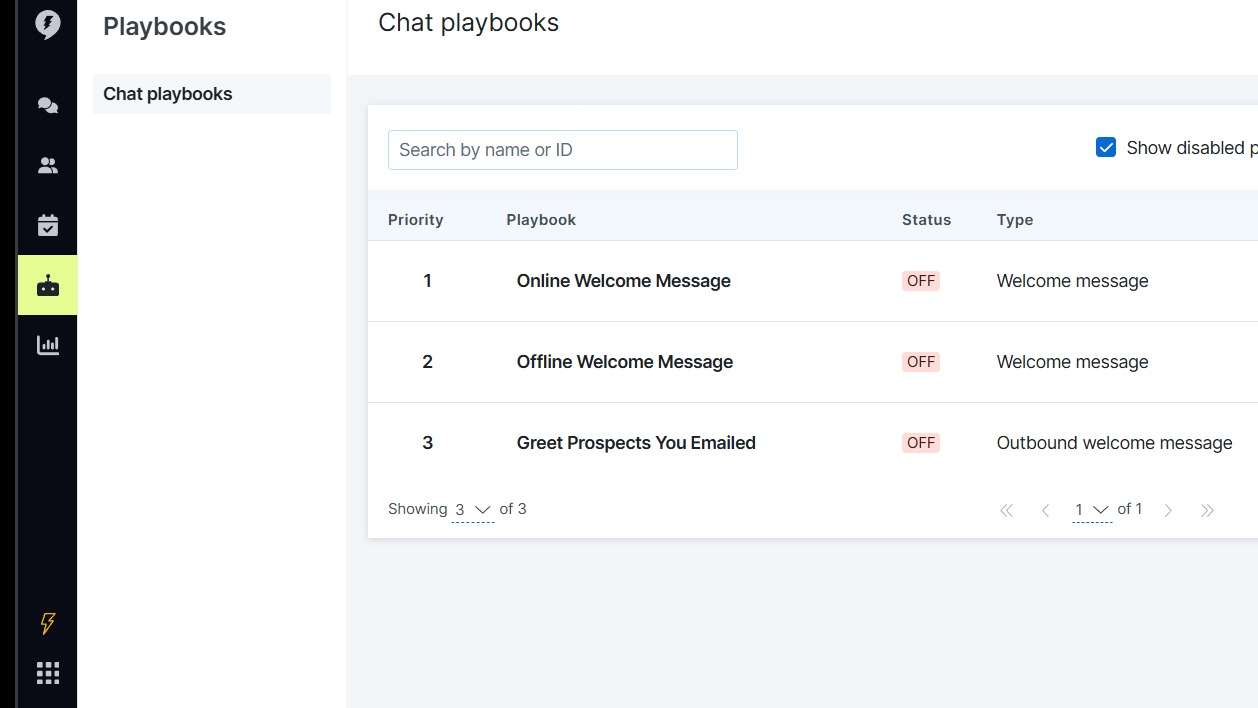 Playbooks
Chat playbooks
Chat playbooks
Search by name or ID
Show disabled p
Priority Playbook Status Type
1 Online Welcome Message OFF Welcome message
2 Offline Welcome Message OFF Welcome message
3 Greet Prospects You Emailed OFF Outbound welcome message
Showing 3 of 3 1 of 1